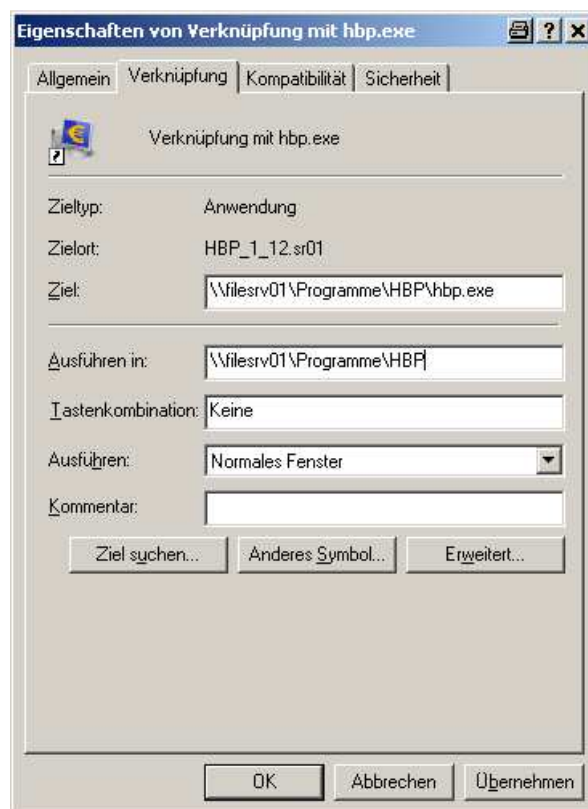 Eigenschaften von Verknüpfung mit hbp.exe
Allgemein Verknüpfung Kompatibilität Sicherheit
Verknüpfung mit hbp.exe
Zieltyp: Anwendung
Zielort: HBP_1_12.sr01
Ziel: \\filesrv01\Programme\HBP\hbp.exe
Ausführen in: \\filesrv01\Programme\HBP
Tastenkombination: Keine
Ausführen: Normales Fenster
Kommentar:
Ziel suchen... Anderes Symbol... Erweitert...
OK Abbrechen Übernehmen